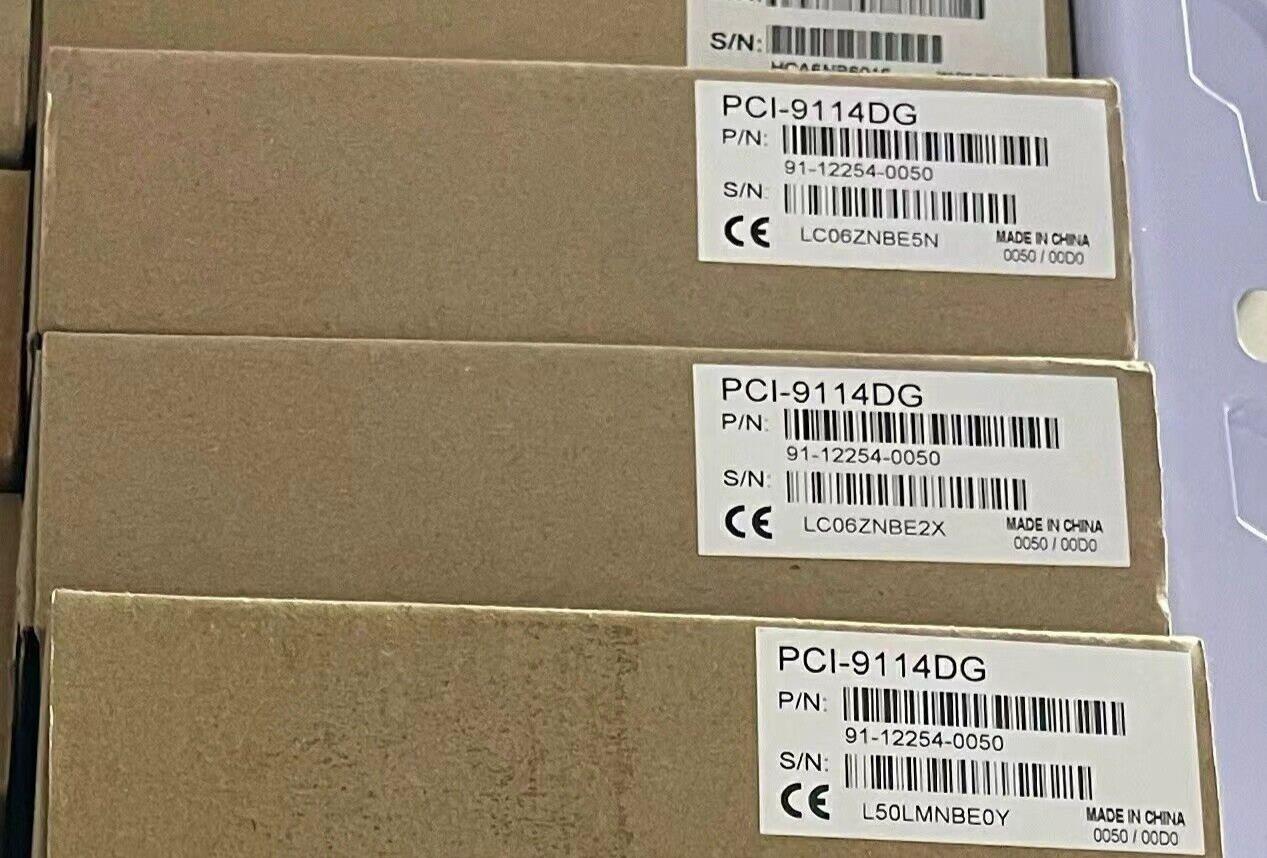 S/N:
PCI-9114DG
P/N:
91-12254-0050
S/N:
CE LC06ZNBE5N MADE IN CHINA
0050 / 00D0
PCI-9114DG
P/N:
91-12254-0050
S/N:
CE LC06ZNBE2X MADE IN CHINA
0050 / 00D0
PCI-9114DG
P/N:
91-12254-0050
S/N:
CE L50LMNBE0Y MADE IN CHINA
0050 / 00D0